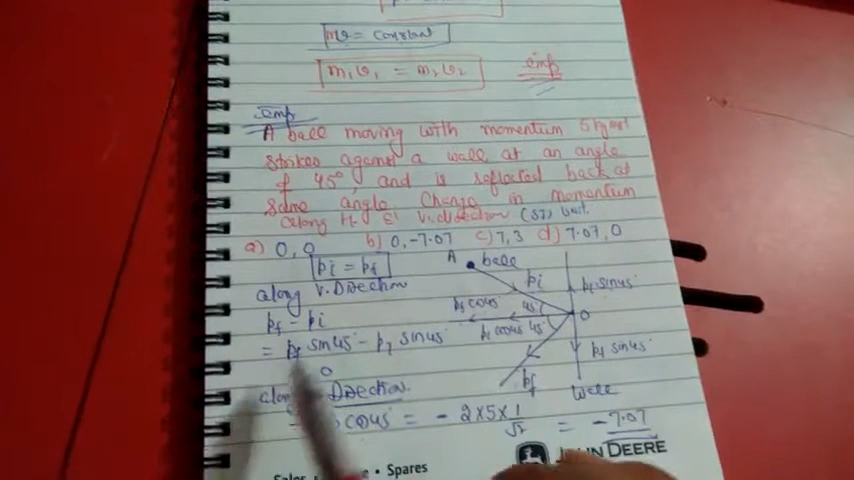 mv = constant
m₁v₁ = m₂v₂ imp
imp
A ball moving with momentum 5 kg m/s
strikes against a wall at an angle
of 45°, and is reflected back at
same angle. Change in momentum
along H. & V. direction (SI) unit.
a) 0, 0 b) 0, -7.07 c) 7, 3 d) 7.07, 0
pi = pf
A ball
along V. Direction
pi
pf sin45°
pf - pi
pf cos45° 45° O
= pf sin45° - pi sin45°
pi cos45° 45°
pf sin45°
0
pf
along Direction
Wall
cos45° = - 2×5×1/√2 = -7.07
JOHN DEERE
Sales • Spares